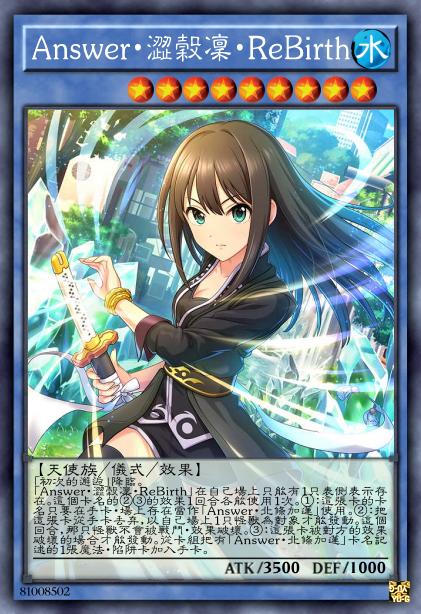 Answer・澀穀凜・ReBirth
水
【天使族／儀式／效果】
「初次的邂逅」降臨。
「Answer・澀穀凜・ReBirth」在自己場上只能有1只表側表示存
在。這個卡名的②③的效果1回合各能使用1次。①：這張卡的卡
名只要在手卡・場上存在當作「Answer・北條加蓮」使用。②：把
這張卡從手卡丟棄，以自己場上1只怪獸為對象才能發動。這個
回合，那只怪獸不會被戰鬥・效果破壞。③：這張卡被對方的效果
破壞的場合才能發動。從卡組把有「Answer・北條加蓮」卡名記
述的1張魔法・陷阱卡加入手卡。
ATK/3500 DEF/1000
81008502